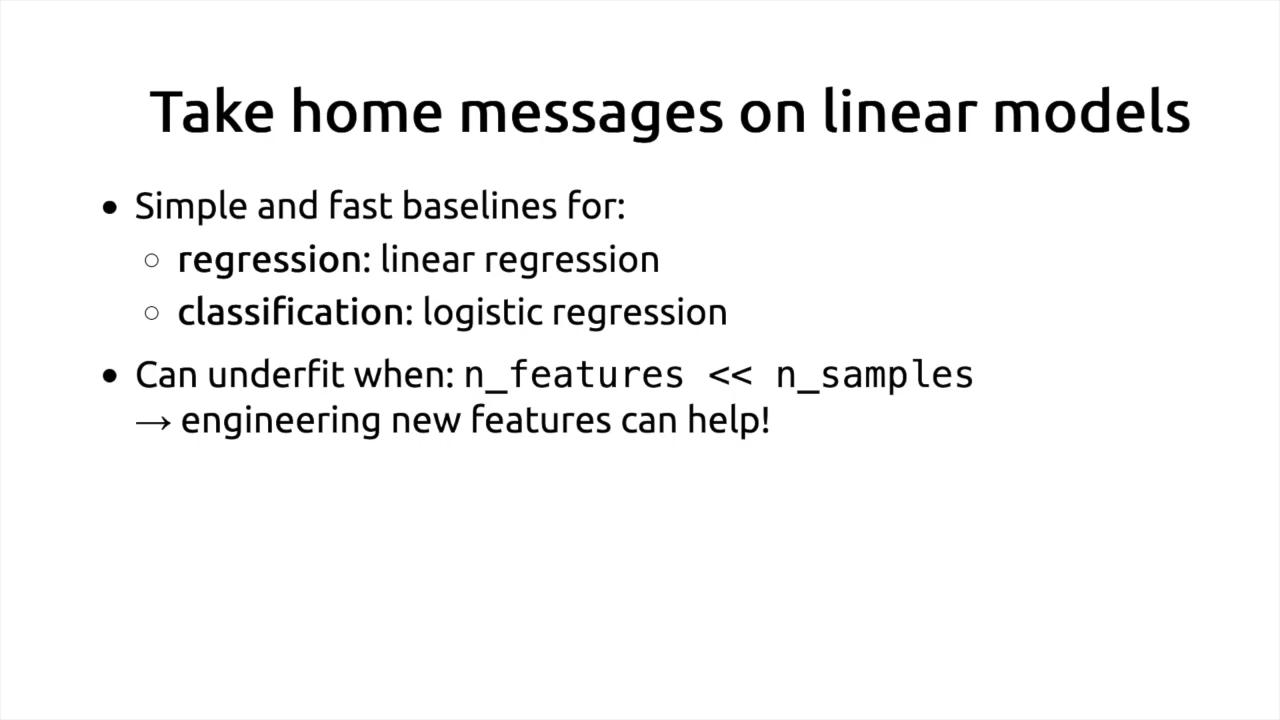 Take home messages on linear models
• Simple and fast baselines for:
○ regression: linear regression
○ classification: logistic regression
• Can underfit when: n_features << n_samples
→ engineering new features can help!